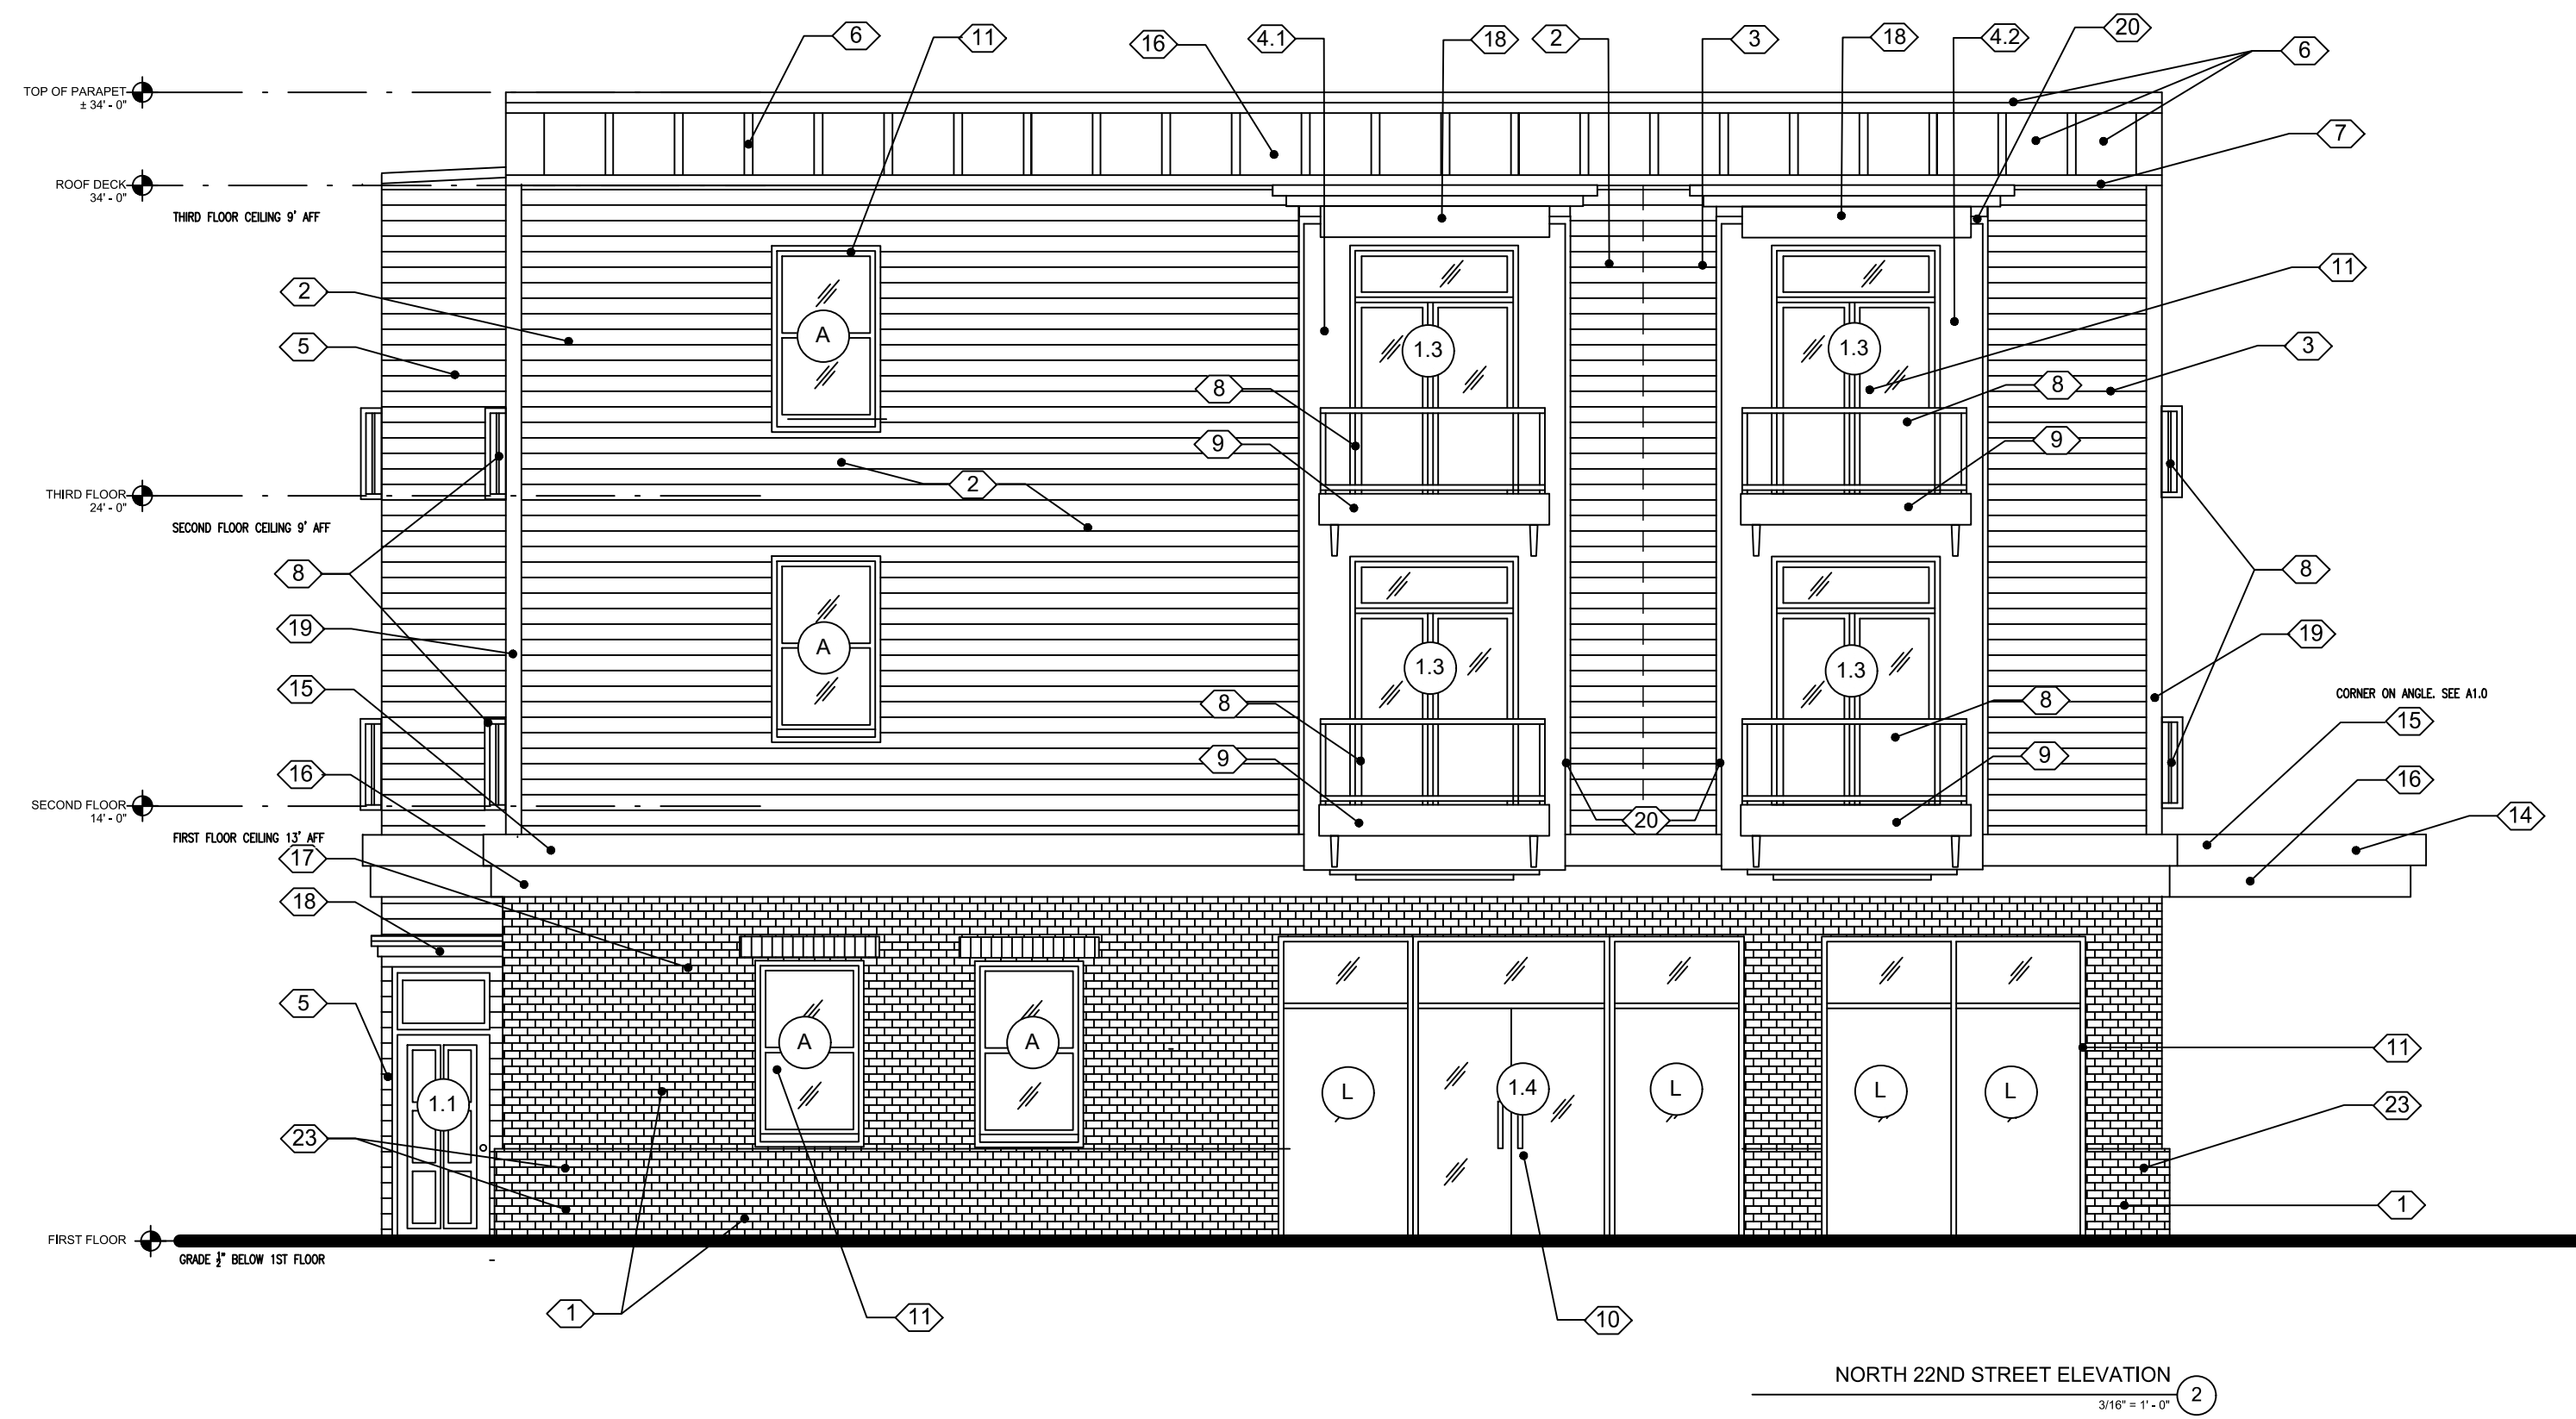 6
11
16
4.1
18
2
3
18
4.2
20
6
TOP OF PARAPET
± 34' - 0"
7
ROOF DECK
34' - 0"
THIRD FLOOR CEILING 9' AFF
11
2
A
1.3
1.3
5
3
8
8
9
9
2
THIRD FLOOR
24' - 0"
SECOND FLOOR CEILING 9' AFF
8
8
19
19
A
1.3
1.3
15
CORNER ON ANGLE. SEE A1.0
8
8
15
9
9
16
16
SECOND FLOOR
14' - 0"
20
14
FIRST FLOOR CEILING 13' AFF
17
18
5
A
A
11
L
1.4
L
L
L
1.1
23
23
1
FIRST FLOOR
GRADE ½" BELOW 1ST FLOOR
1
11
10
NORTH 22ND STREET ELEVATION
2
3/16" = 1' - 0"